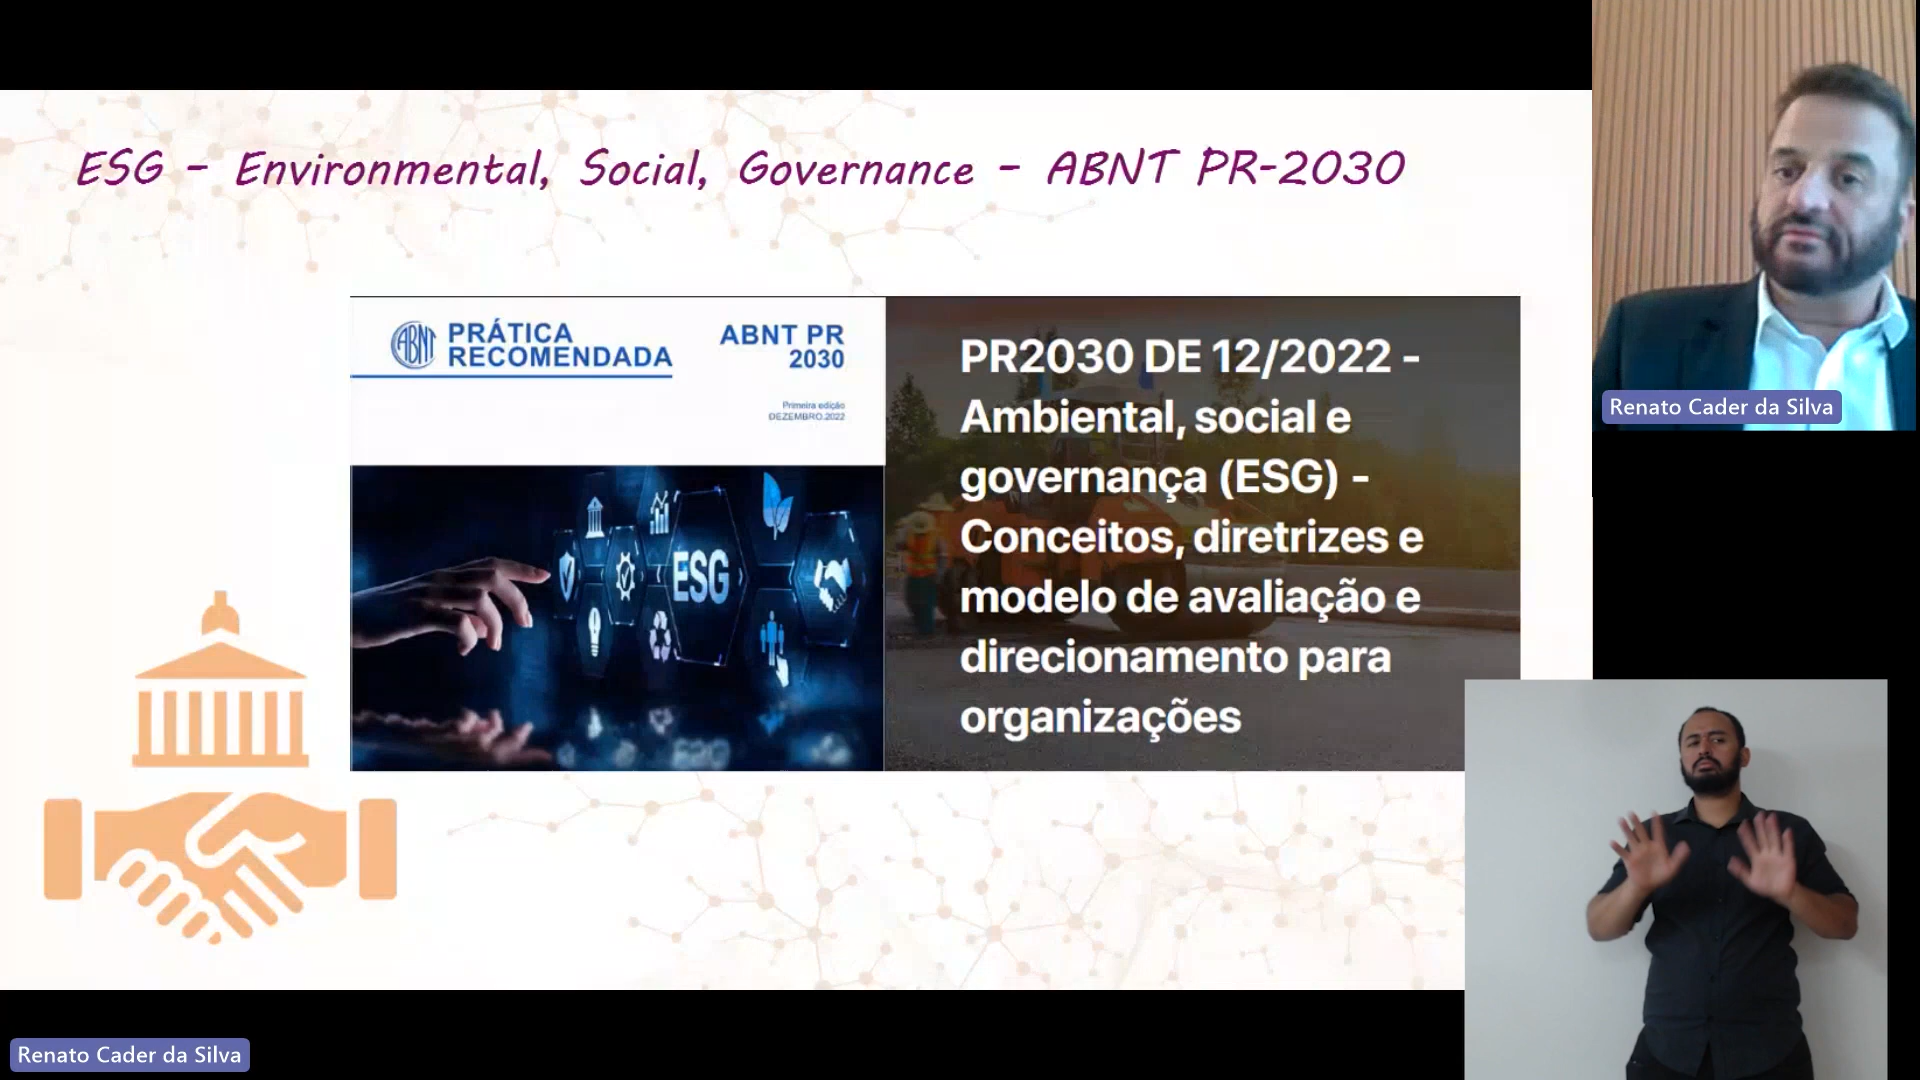 ESG – Environmental, Social, Governance – ABNT PR-2030
ABNT
PRÁTICA
RECOMENDADA
ABNT PR
2030
Primeira edição
DEZEMBRO.2022
ESG
PR2030 DE 12/2022 -
Ambiental, social e
governança (ESG) -
Conceitos, diretrizes e
modelo de avaliação e
direcionamento para
organizações
Renato Cader da Silva
Renato Cader da Silva